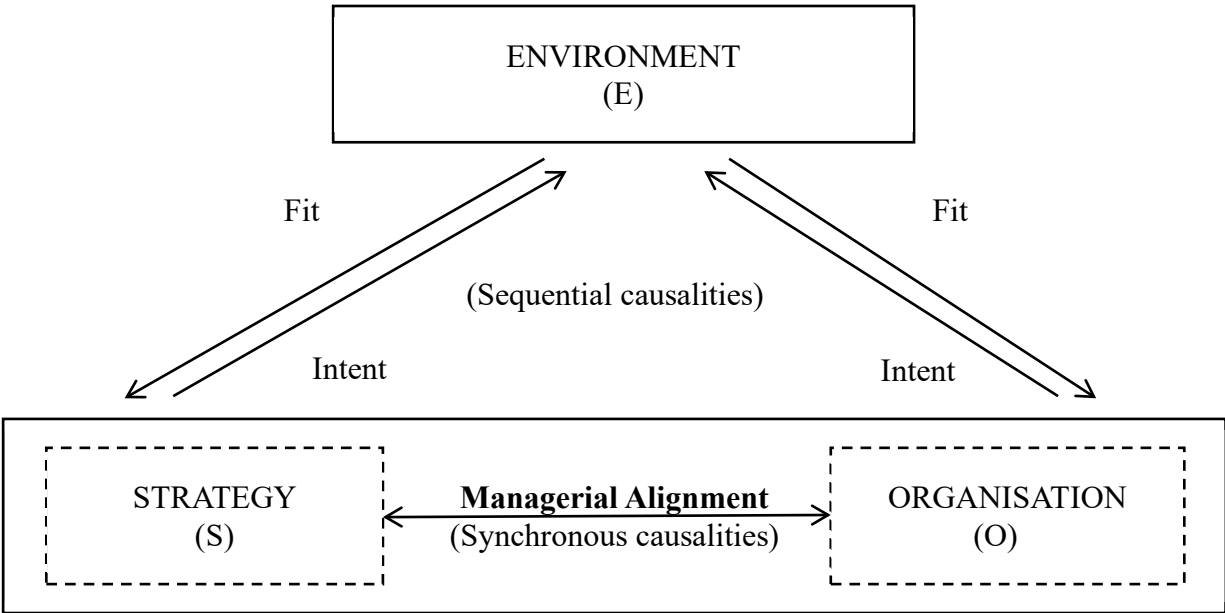 ENVIRONMENT
(E)
Fit
Fit
(Sequential causalities)
Intent
Intent
STRATEGY
(S)
Managerial Alignment
(Synchronous causalities)
ORGANISATION
(O)